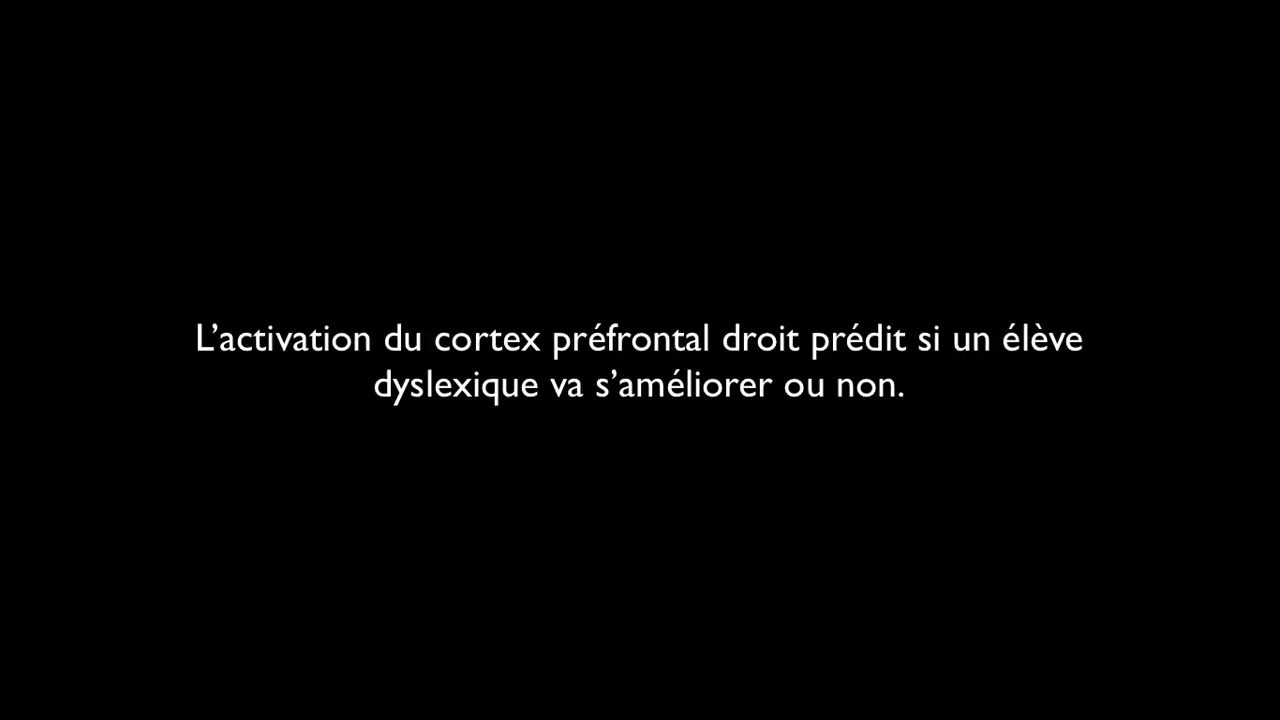 L’activation du cortex préfrontal droit prédit si un élève
dyslexique va s’améliorer ou non.